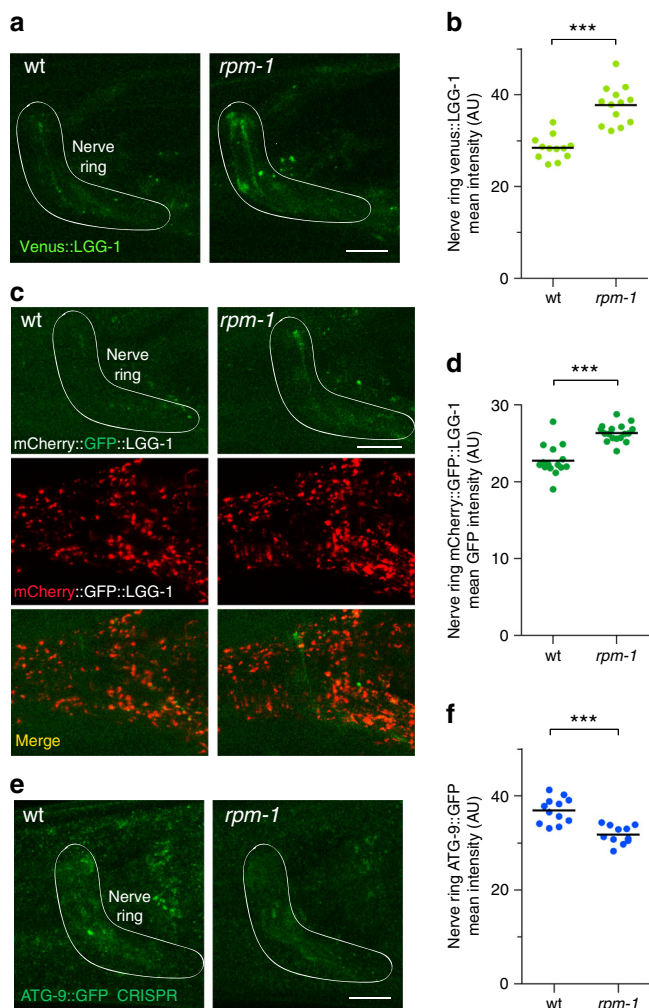 a
wt
rpm-1
Nerve
ring
Venus::LGG-1
b
***
Nerve ring venus::LGG-1
mean intensity (AU)
40
20
0
wt
rpm-1
c
wt
rpm-1
Nerve
ring
mCherry::GFP::LGG-1
mCherry::GFP::LGG-1
Merge
d
***
Nerve ring mCherry::GFP::LGG-1
mean GFP intensity (AU)
30
20
10
0
wt
rpm-1
e
wt
rpm-1
Nerve
ring
ATG-9::GFP CRISPR
f
***
Nerve ring ATG-9::GFP
mean intensity (AU)
40
20
0
wt
rpm-1